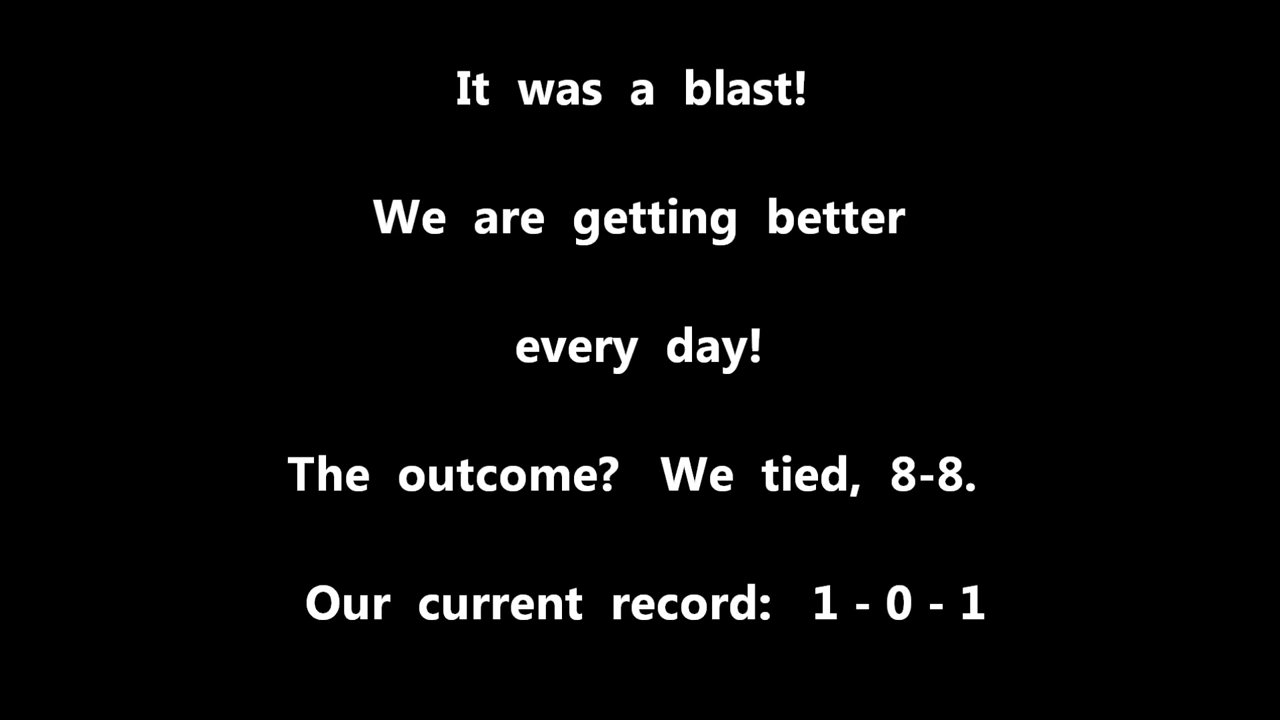 It was a blast!
We are getting better
every day!
The outcome? We tied, 8-8.
Our current record: 1 - 0 - 1